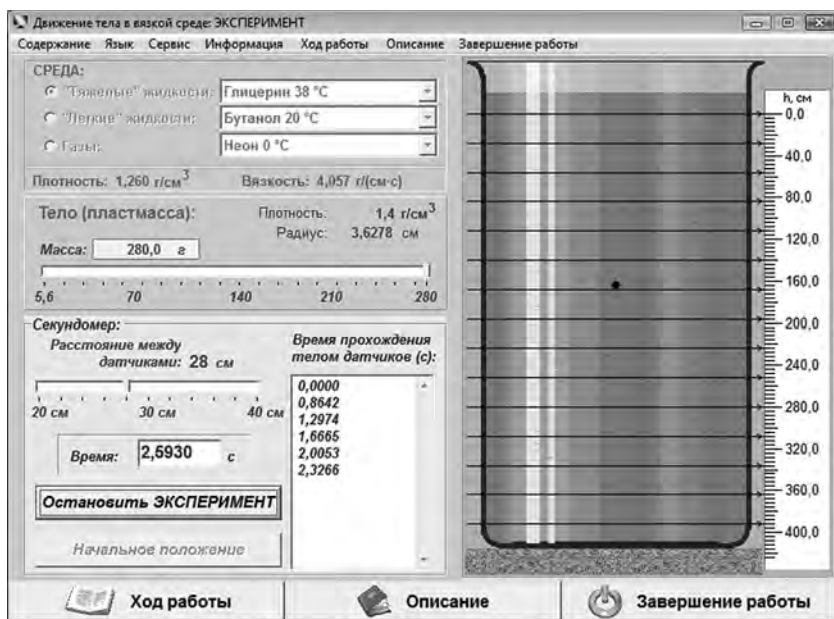 Движение тела в вязкой среде: ЭКСПЕРИМЕНТ
Содержание Язык Сервис Информация Ход работы Описание Завершение работы
СРЕДА:
"Тяжелые" жидкости: Глицерин 38 °C
"Легкие" жидкости: Бутанол 20 °C
Газы: Неон 0 °C
Плотность: 1,260 г/см³ Вязкость: 4,057 г/(см·с)
Тело (пластмасса): Плотность: 1,4 г/см³
Радиус: 3,6278 см
Масса: 280,0 г
5,6 70 140 210 280
Секундомер:
Расстояние между датчиками: 28 см
20 см 30 см 40 см
Время: 2,5930 с
Остановить ЭКСПЕРИМЕНТ
Начальное положение
Время прохождения
телом датчиков (с):
0,0000
0,8642
1,2974
1,6665
2,0053
2,3266
h, см
0,0
40,0
80,0
120,0
160,0
200,0
240,0
280,0
320,0
360,0
400,0
Ход работы Описание Завершение работы